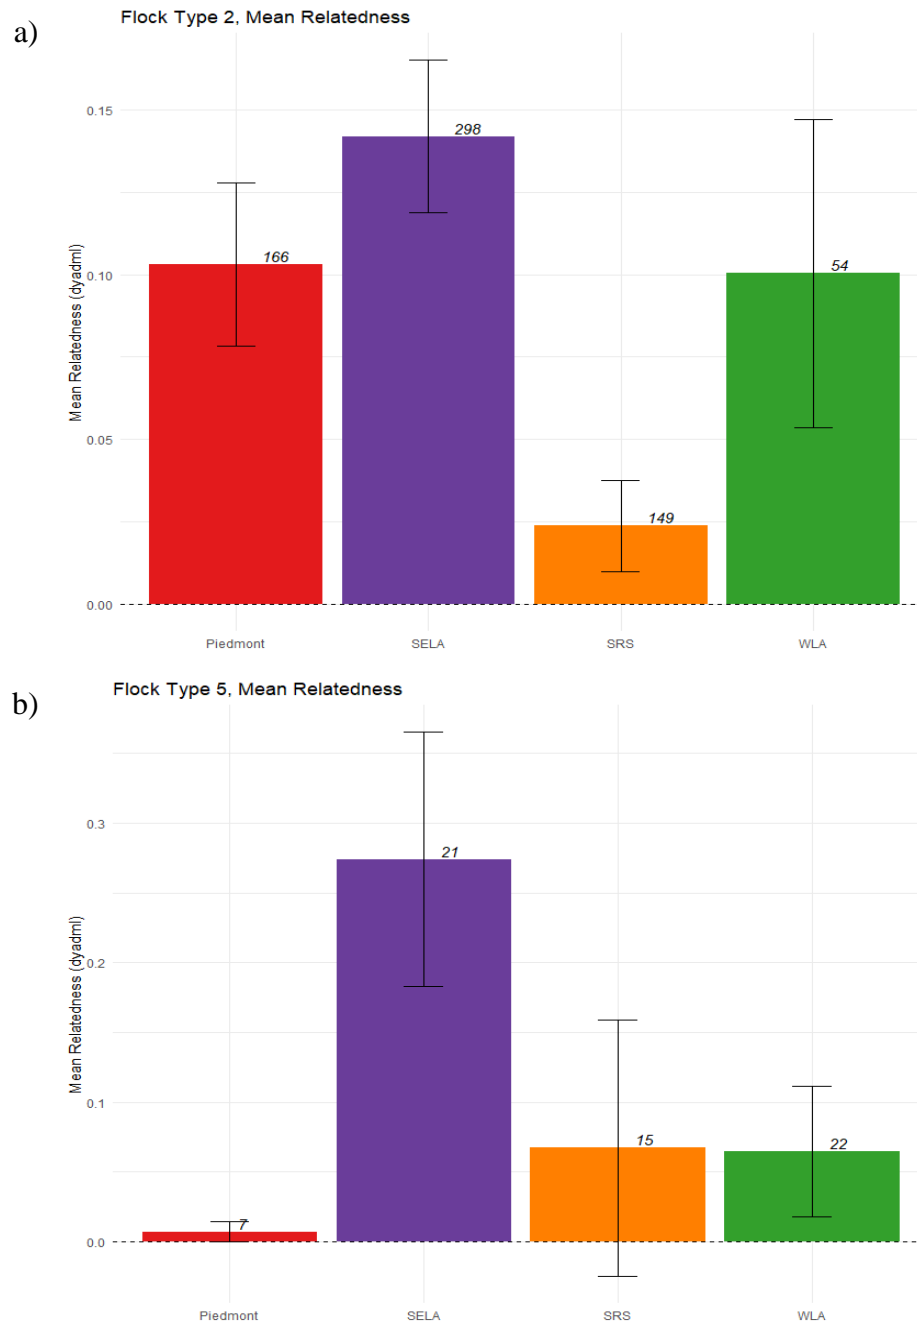 a)
Flock Type 2, Mean Relatedness
Mean Relatedness (dyadml)
0.15
0.10
0.05
0.00
166
298
149
54
Piedmont
SELA
SRS
WLA
b)
Flock Type 5, Mean Relatedness
Mean Relatedness (dyadml)
0.3
0.2
0.1
0.0
7
21
15
22
Piedmont
SELA
SRS
WLA